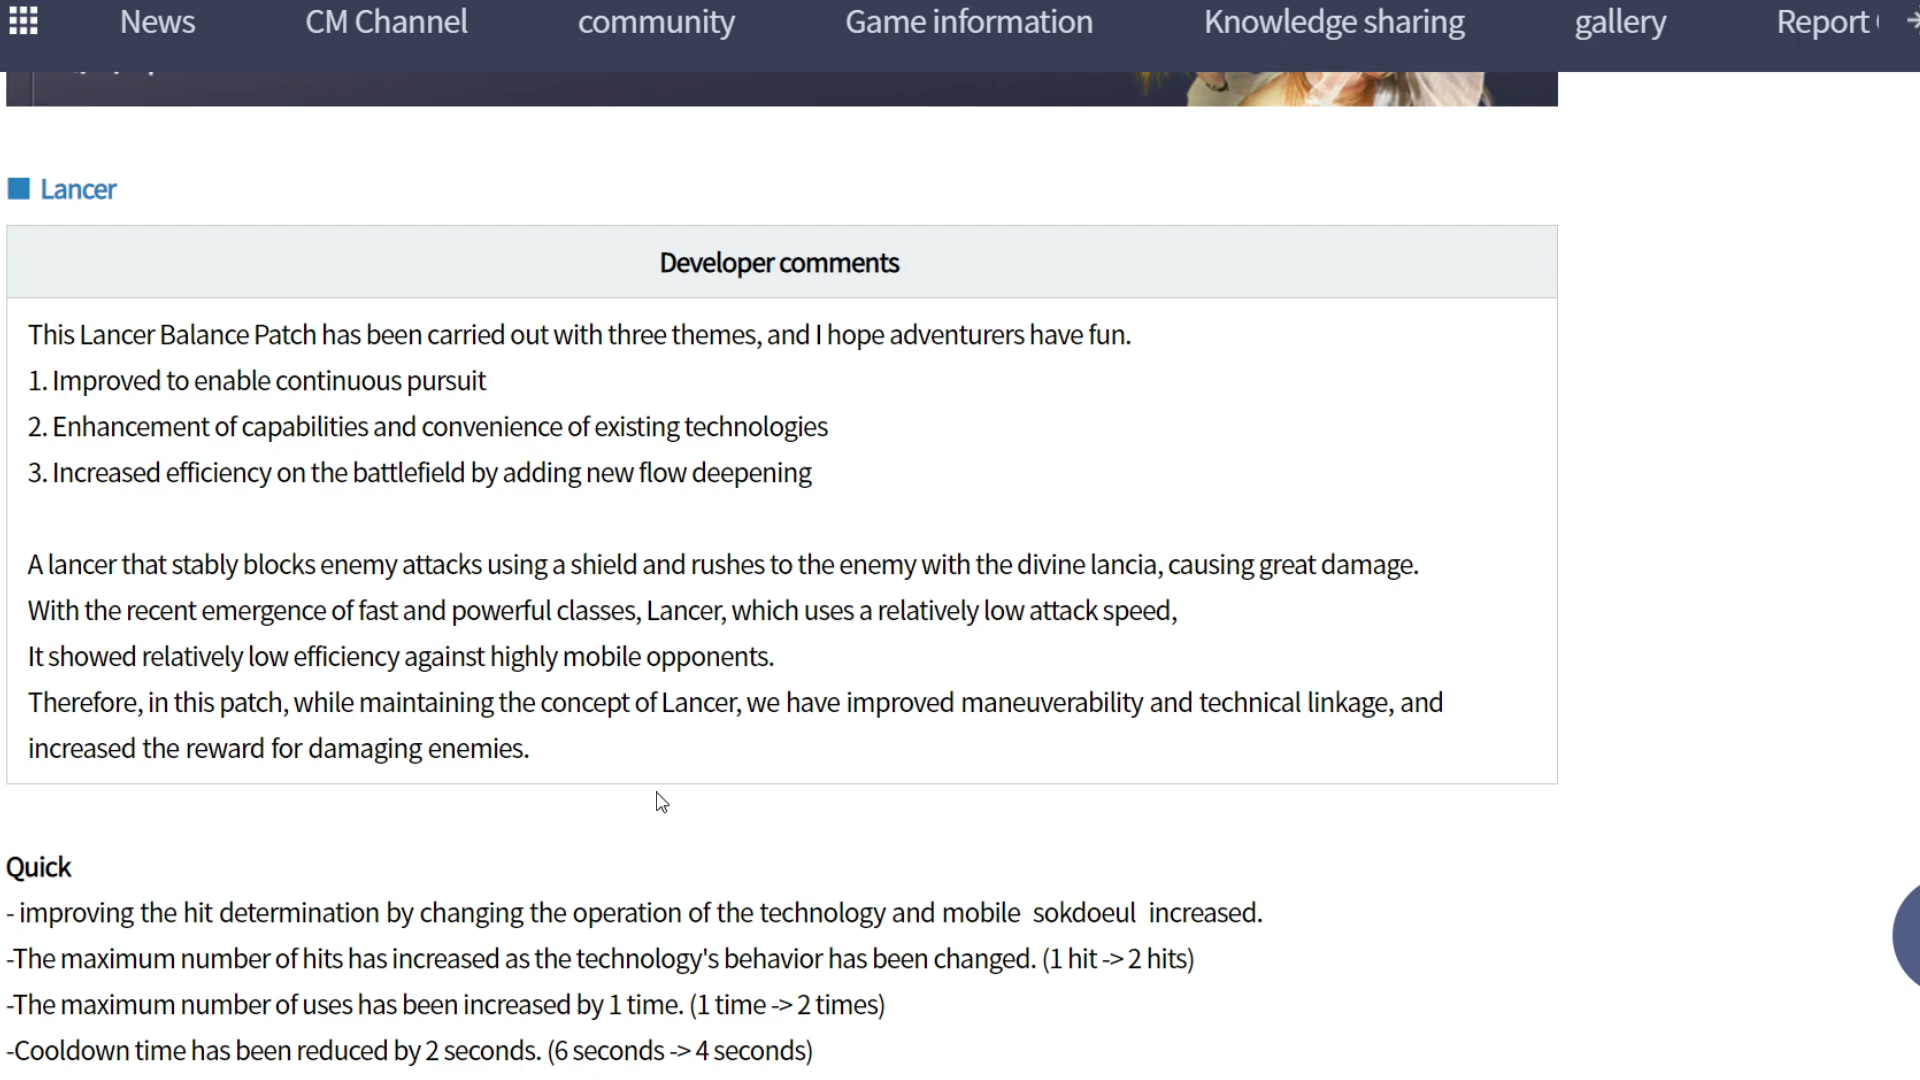 News CM Channel community Game information Knowledge sharing gallery Report
Lancer
Developer comments
This Lancer Balance Patch has been carried out with three themes, and I hope adventurers have fun.
1. Improved to enable continuous pursuit
2. Enhancement of capabilities and convenience of existing technologies
3. Increased efficiency on the battlefield by adding new flow deepening
A lancer that stably blocks enemy attacks using a shield and rushes to the enemy with the divine lancia, causing great damage.
With the recent emergence of fast and powerful classes, Lancer, which uses a relatively low attack speed,
It showed relatively low efficiency against highly mobile opponents.
Therefore, in this patch, while maintaining the concept of Lancer, we have improved maneuverability and technical linkage, and
increased the reward for damaging enemies.
Quick
- improving the hit determination by changing the operation of the technology and mobile sokdoeul increased.
-The maximum number of hits has increased as the technology's behavior has been changed. (1 hit -> 2 hits)
-The maximum number of uses has been increased by 1 time. (1 time -> 2 times)
-Cooldown time has been reduced by 2 seconds. (6 seconds -> 4 seconds)